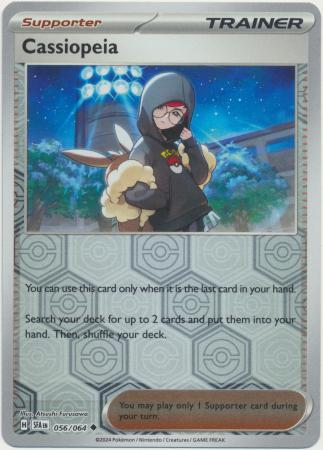 Supporter TRAINER
Cassiopeia
You can use this card only when it is the last card in your hand.
Search your deck for up to 2 cards and put them into your
hand. Then, shuffle your deck.
Illus. Atsushi Furusawa
H SFA EN 056/064
You may play only 1 Supporter card during
your turn.
©2024 Pokémon / Nintendo / Creatures / GAME FREAK